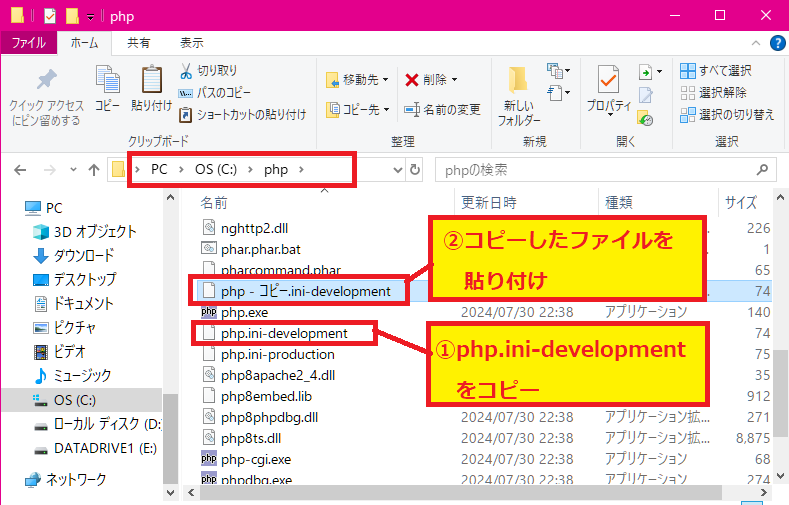 php
ファイル ホーム 共有 表示
クイック アクセス
にピン留めする
コピー
貼り付け
切り取り
パスのコピー
ショートカットの貼り付け
クリップボード
移動先
コピー先
削除
名前の変更
整理
新しい
フォルダー
新規
プロパティ
開く
すべて選択
選択解除
選択の切り替え
選択
PC > OS (C:) > php >
phpの検索
PC
3D オブジェクト
ダウンロード
デスクトップ
ドキュメント
ピクチャ
ビデオ
ミュージック
OS (C:)
ローカル ディスク (D:
DATADRIVE1 (E:)
ネットワーク
名前 更新日時 種類 サイズ
nghttp2.dll 226
phar.phar.bat 1
pharcommand.phar 65
php - コピー.ini-development 74
php.exe 2024/07/30 22:38 アプリケーション 140
php.ini-development 74
php.ini-production 75
php8apache2_4.dll 35
php8embed.lib 912
php8phpdbg.dll 2024/07/30 22:38 アプリケーション拡... 271
php8ts.dll 2024/07/30 22:38 アプリケーション拡... 8,875
php-cgi.exe 2024/07/30 22:38 アプリケーション 68
phpdbg.exe 2024/07/30 22:38 アプリケーション 274
②コピーしたファイルを
貼り付け
①php.ini-development
をコピー